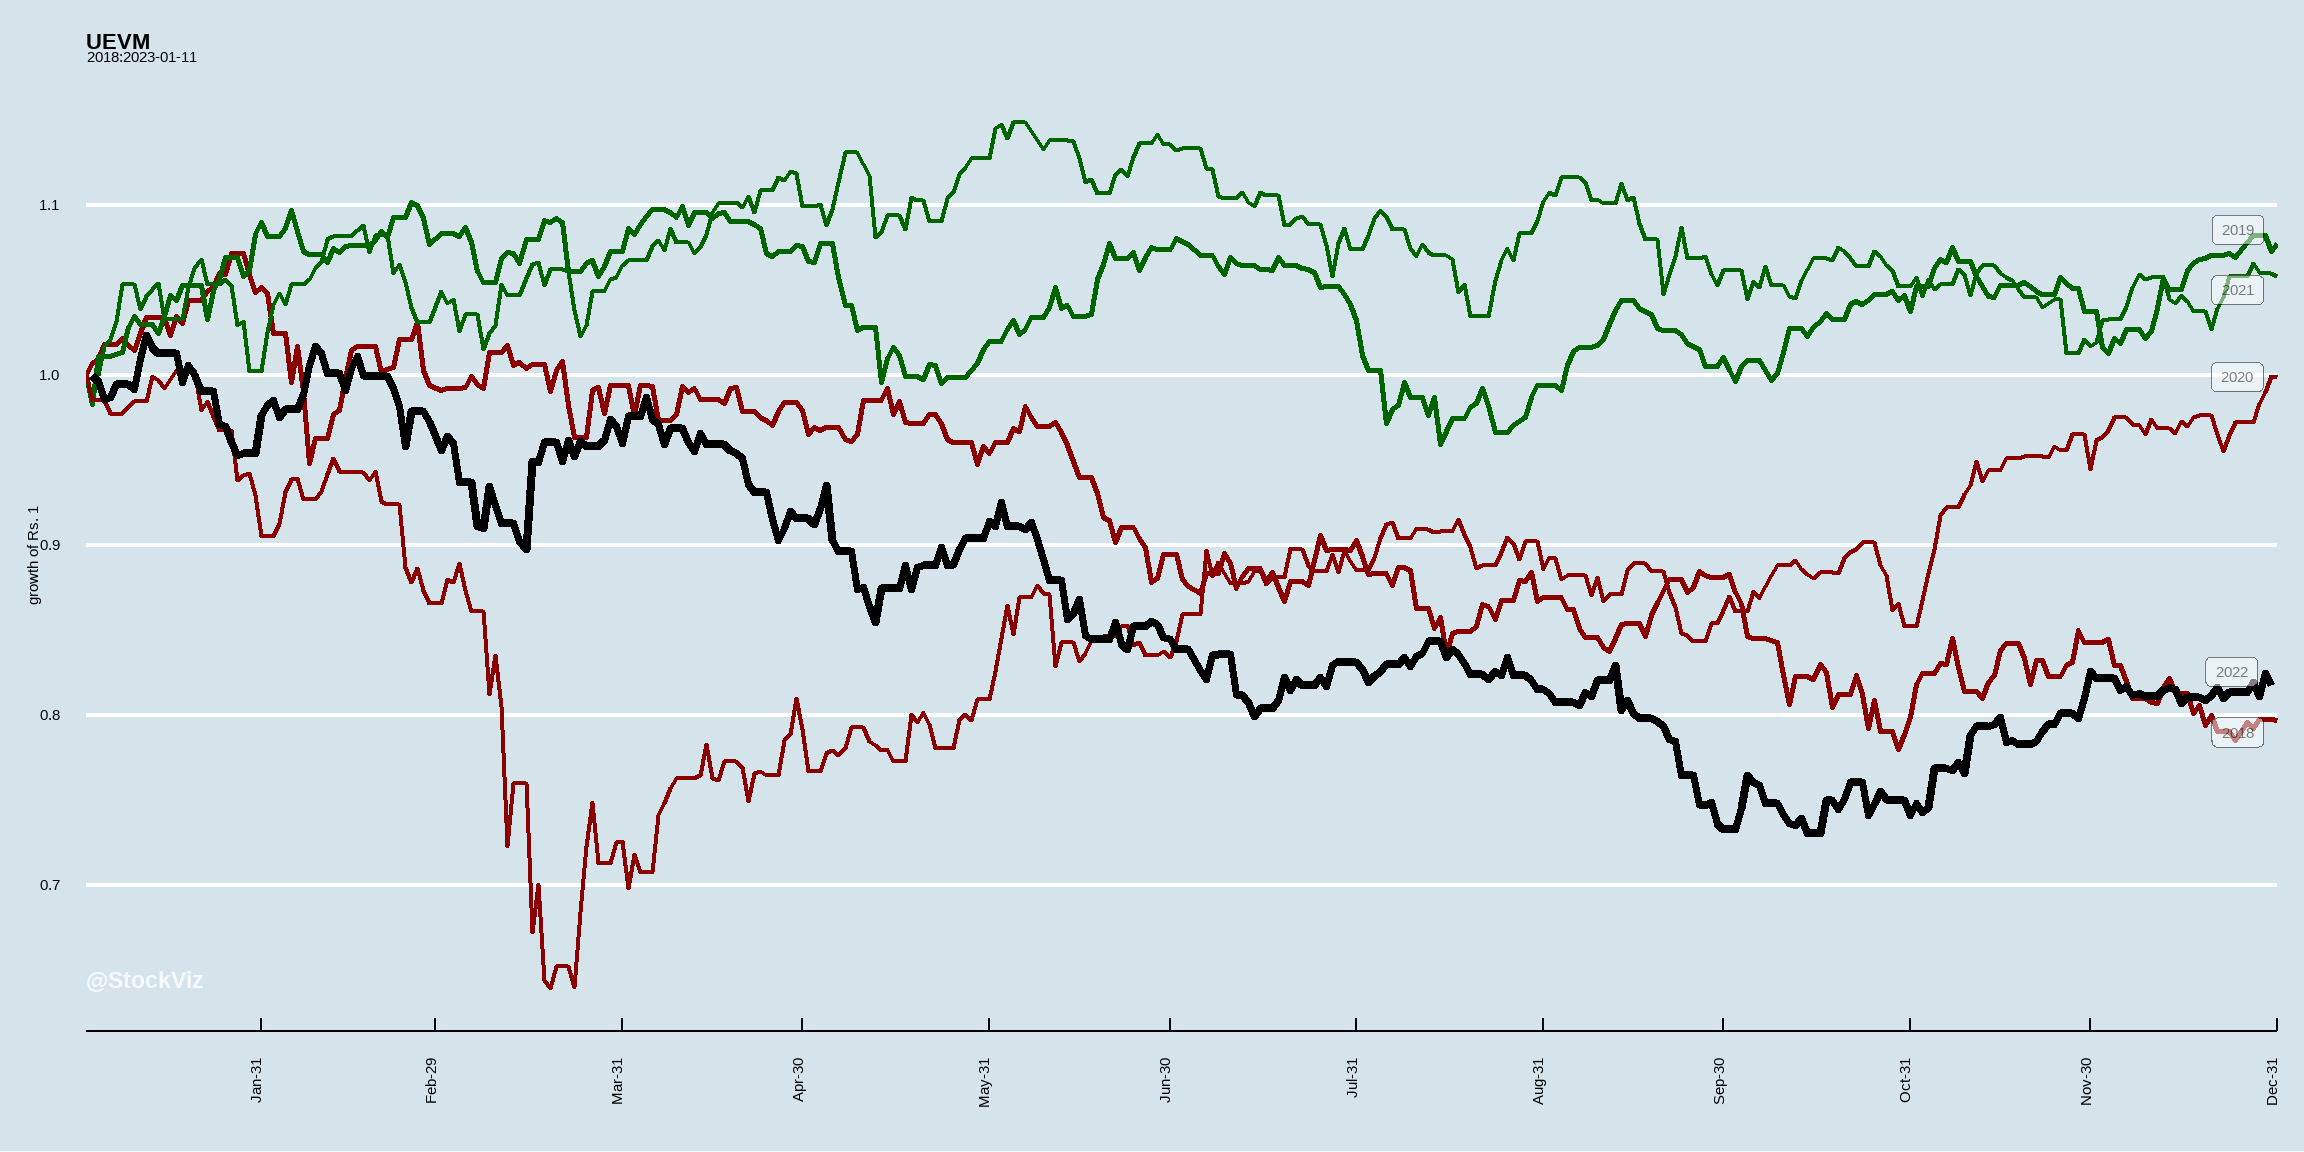 UEVM
2018:2023-01-11
1.1
1.0
0.9
0.8
0.7
growth of Rs. 1
2019
2021
2020
2022
2018
@StockViz
Jan-31
Feb-29
Mar-31
Apr-30
May-31
Jun-30
Jul-31
Aug-31
Sep-30
Oct-31
Nov-30
Dec-31